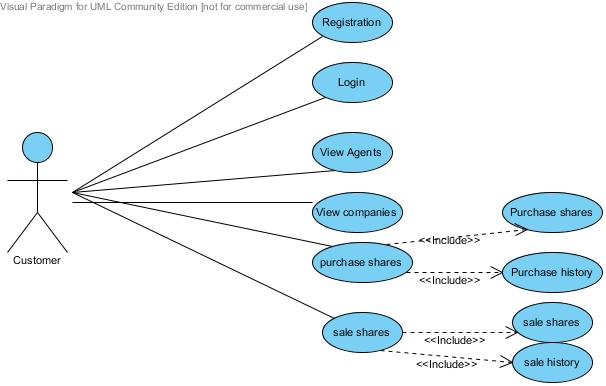 Visual Paradigm for UML Community Edition [not for commercial use]
Registration
Login
View Agents
View companies
Purchase shares
<<Include>>
purchase shares
Purchase history
<<Include>>
Customer
sale shares
sale shares
<<Include>>
sale history
<<Include>>